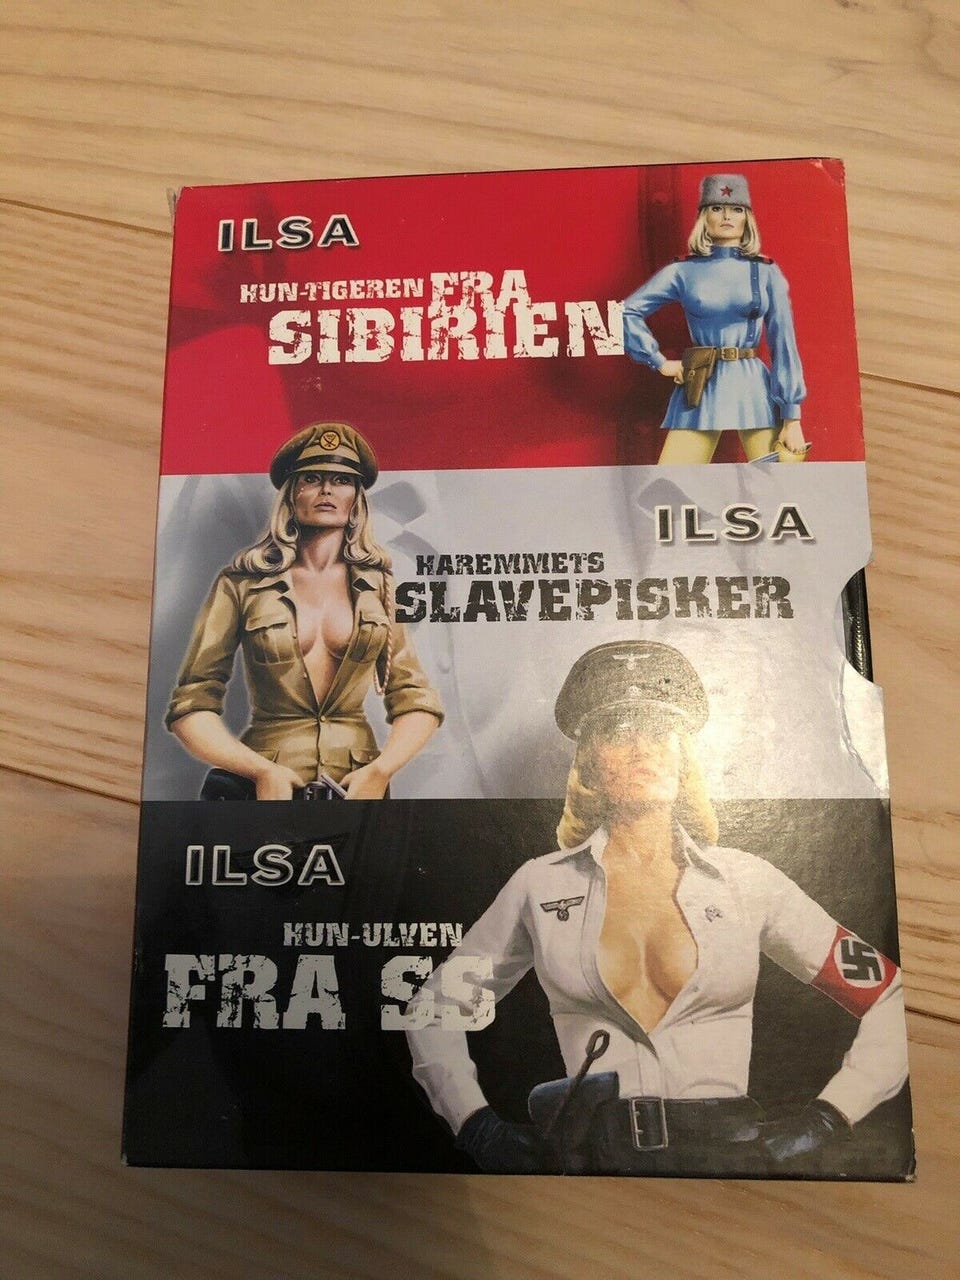 ILSA
HUN-TIGEREN FRA
SIBIRIEN
ILSA
HAREMMETS
SLAVEPISKER
ILSA
HUN-ULVEN
FRA SS